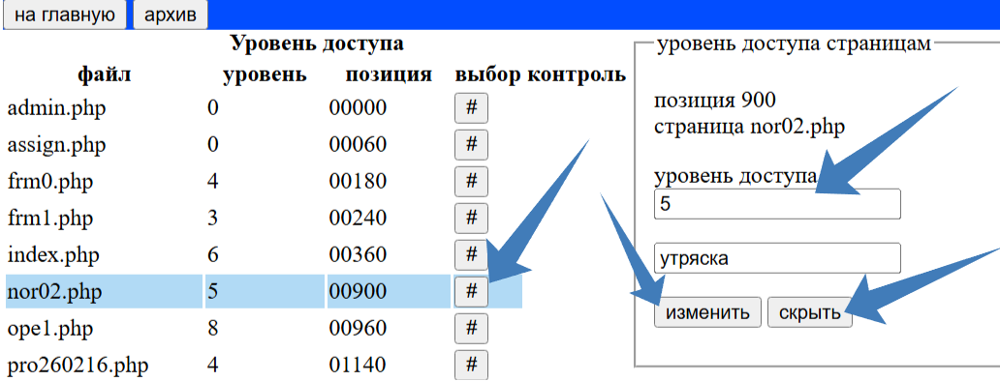 на главную архив
Уровень доступа
файл уровень позиция выбор контроль
admin.php 0 00000 #
assign.php 0 00060 #
frm0.php 4 00180 #
frm1.php 3 00240 #
index.php 6 00360 #
nor02.php 5 00900 #
ope1.php 8 00960 #
pro260216.php 4 01140 #
уровень доступа страницам
позиция 900
страница nor02.php
уровень доступа
5
утряска
изменить скрыть